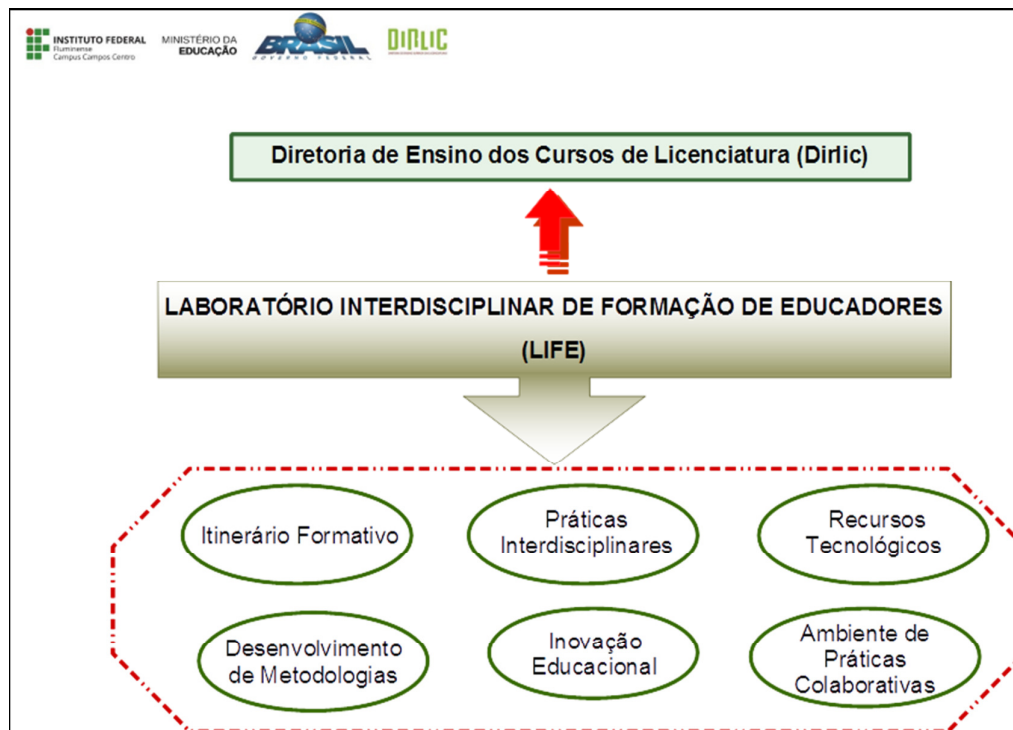 INSTITUTO FEDERAL
Fluminense
Campus Campos Centro
MINISTÉRIO DA
EDUCAÇÃO
BRASIL
GOVERNO FEDERAL
DIRLIC
Diretoria de Ensino dos Cursos de Licenciatura (Dirlic)
LABORATÓRIO INTERDISCIPLINAR DE FORMAÇÃO DE EDUCADORES
(LIFE)
Itinerário Formativo
Práticas
Interdisciplinares
Recursos
Tecnológicos
Desenvolvimento
de Metodologias
Inovação
Educacional
Ambiente de
Práticas
Colaborativas